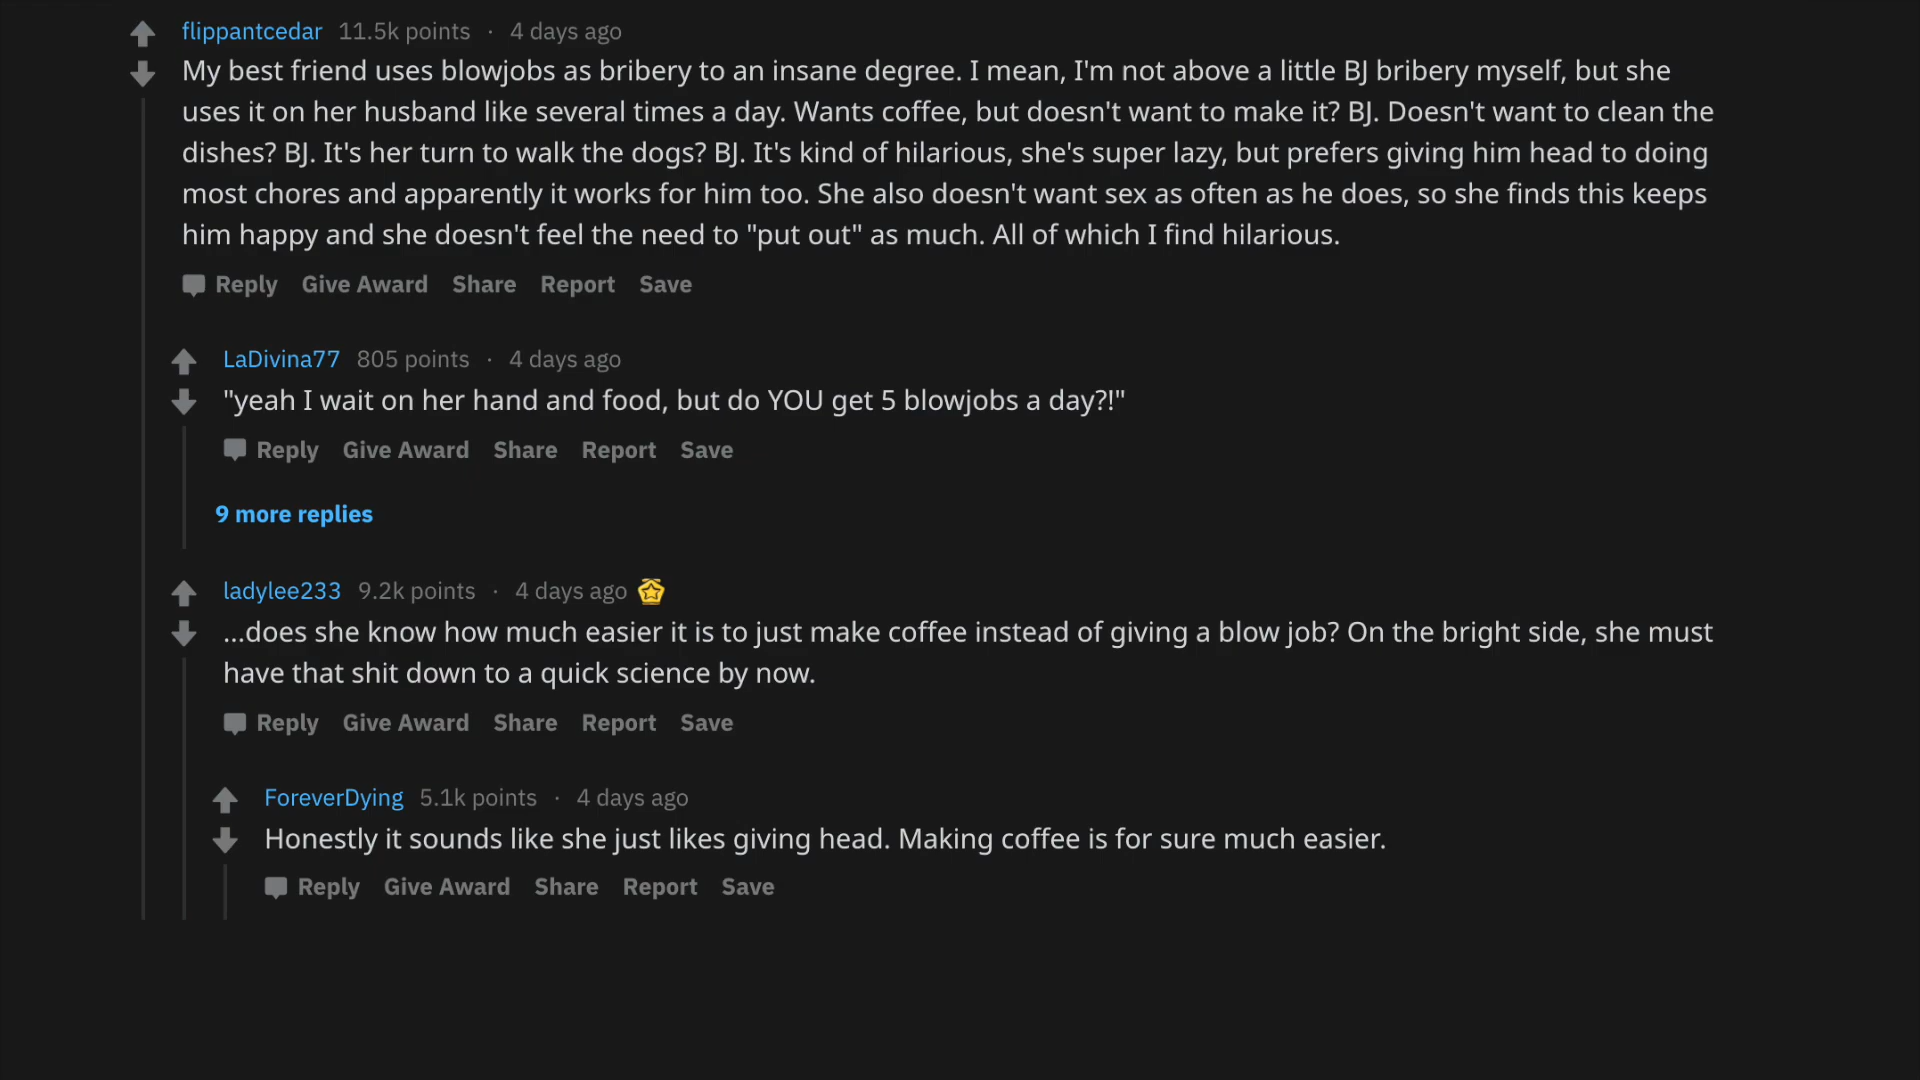 flippantcedar 11.5k points · 4 days ago
My best friend uses blowjobs as bribery to an insane degree. I mean, I'm not above a little BJ bribery myself, but she
uses it on her husband like several times a day. Wants coffee, but doesn't want to make it? BJ. Doesn't want to clean the
dishes? BJ. It's her turn to walk the dogs? BJ. It's kind of hilarious, she's super lazy, but prefers giving him head to doing
most chores and apparently it works for him too. She also doesn't want sex as often as he does, so she finds this keeps
him happy and she doesn't feel the need to "put out" as much. All of which I find hilarious.
Reply Give Award Share Report Save
LaDivina77 805 points · 4 days ago
"yeah I wait on her hand and food, but do YOU get 5 blowjobs a day?!"
Reply Give Award Share Report Save
9 more replies
ladylee233 9.2k points · 4 days ago
...does she know how much easier it is to just make coffee instead of giving a blow job? On the bright side, she must
have that shit down to a quick science by now.
Reply Give Award Share Report Save
ForeverDying 5.1k points · 4 days ago
Honestly it sounds like she just likes giving head. Making coffee is for sure much easier.
Reply Give Award Share Report Save